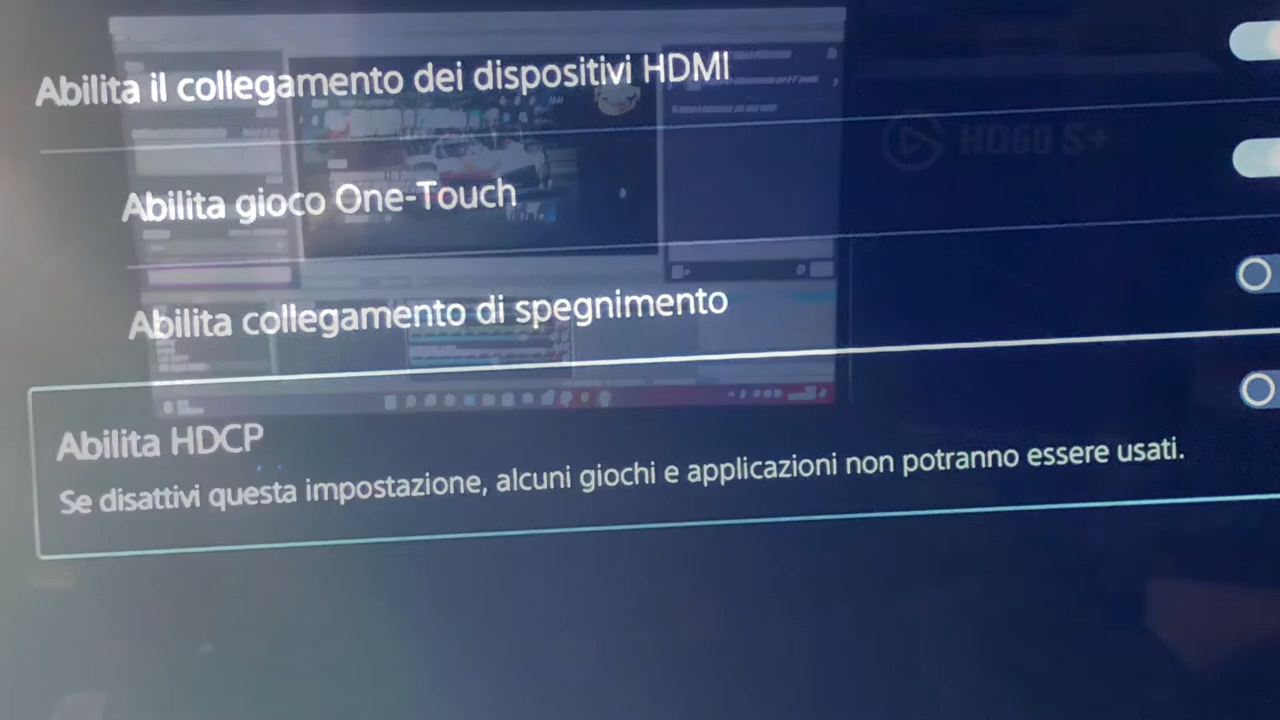 Abilita il collegamento dei dispositivi HDMI
HD60 S+
Abilita gioco One-Touch
Abilita collegamento di spegnimento
Abilita HDCP
Se disattivi questa impostazione, alcuni giochi e applicazioni non potranno essere usati.